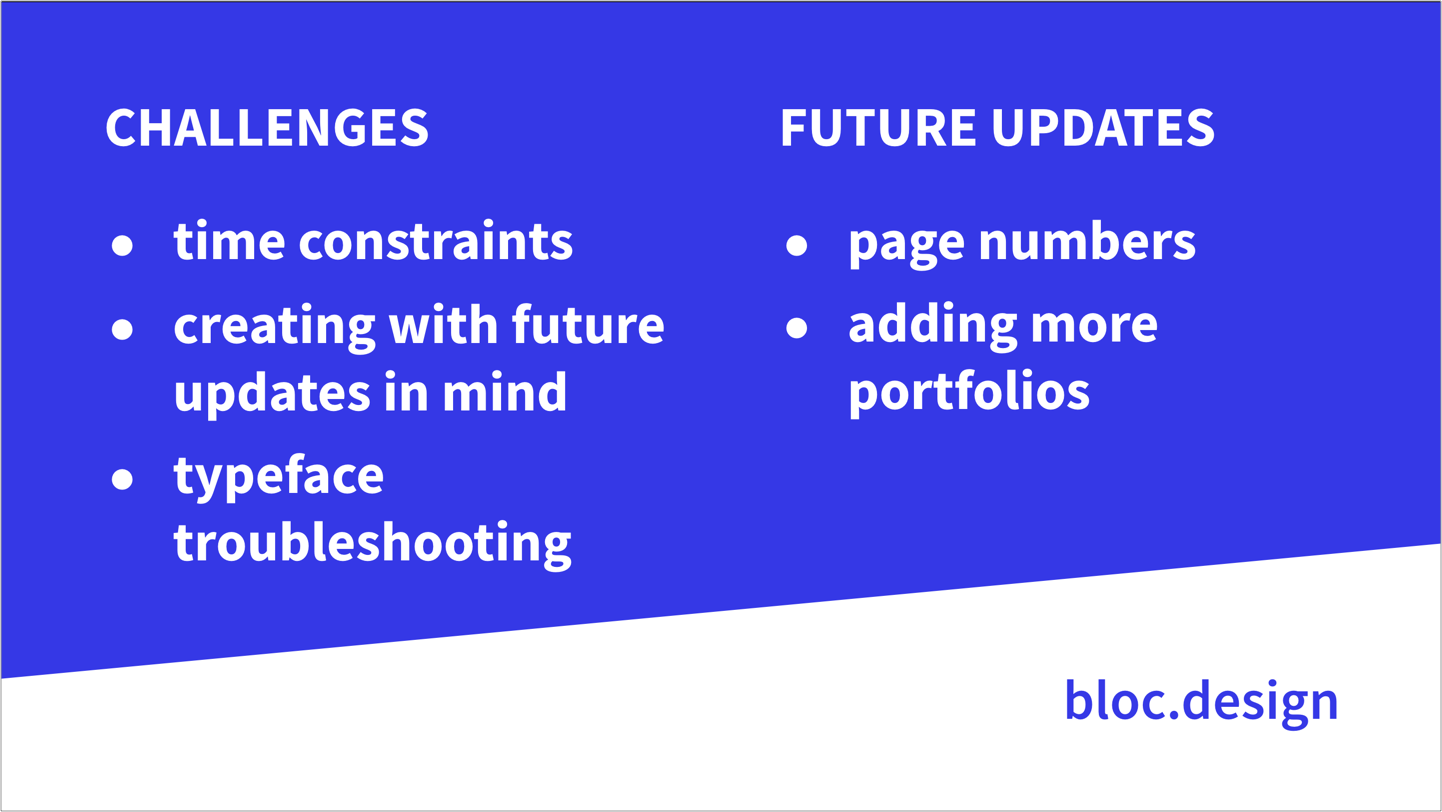 CHALLENGES
● time constraints
● creating with future
updates in mind
● typeface
troubleshooting
FUTURE UPDATES
● page numbers
● adding more
portfolios
bloc.design